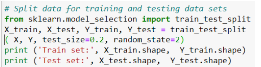 # Split data for training and testing data sets
from sklearn.model_selection import train_test_split
X_train, X_test, Y_train, Y_test = train_test_split
( X, Y, test_size=0.2, random_state=2)
print ('Train set:', X_train.shape,  Y_train.shape)
print ('Test set:', X_test.shape,  Y_test.shape)